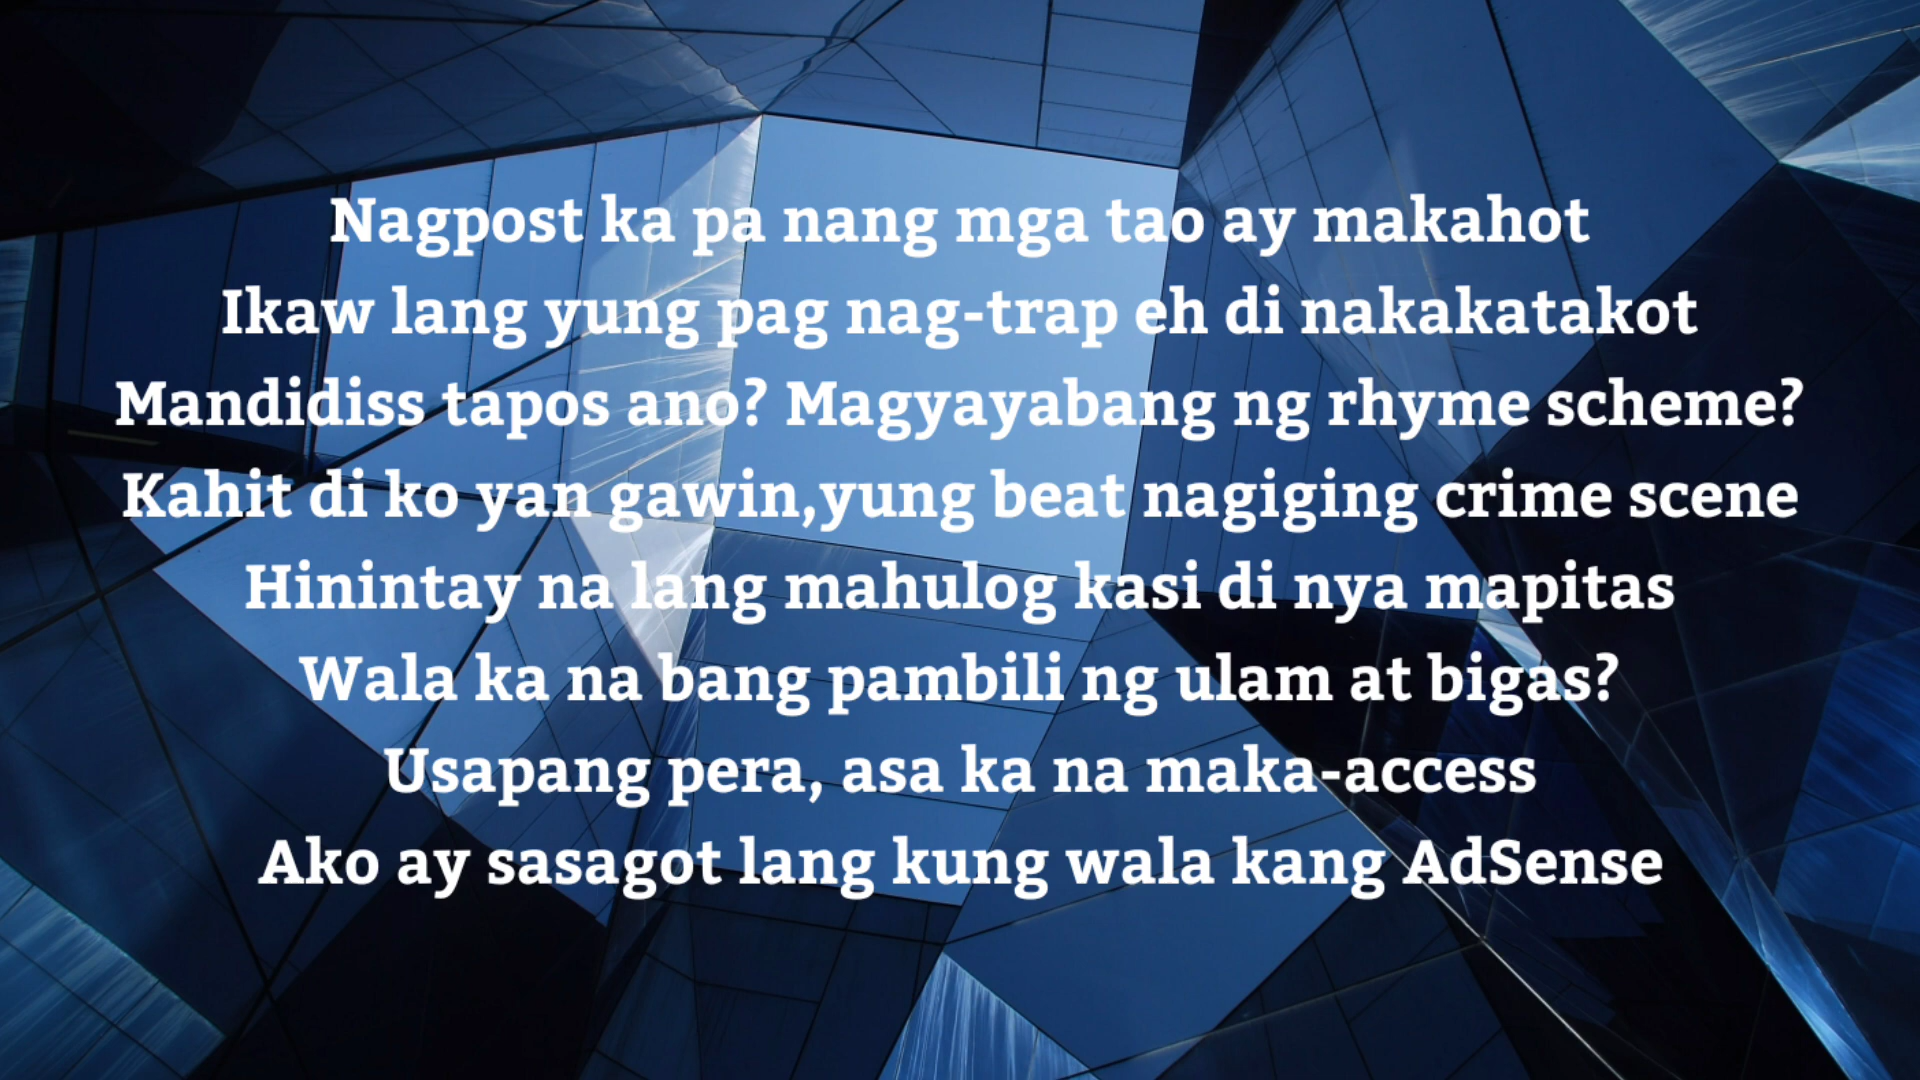 Nagpost ka pa nang mga tao ay makahot
Ikaw lang yung pag nag-trap eh di nakakatakot
Mandidiss tapos ano? Magyayabang ng rhyme scheme?
Kahit di ko yan gawin,yung beat nagiging crime scene
Hinintay na lang mahulog kasi di nya mapitas
Wala ka na bang pambili ng ulam at bigas?
Usapang pera, asa ka na maka-access
Ako ay sasagot lang kung wala kang AdSense